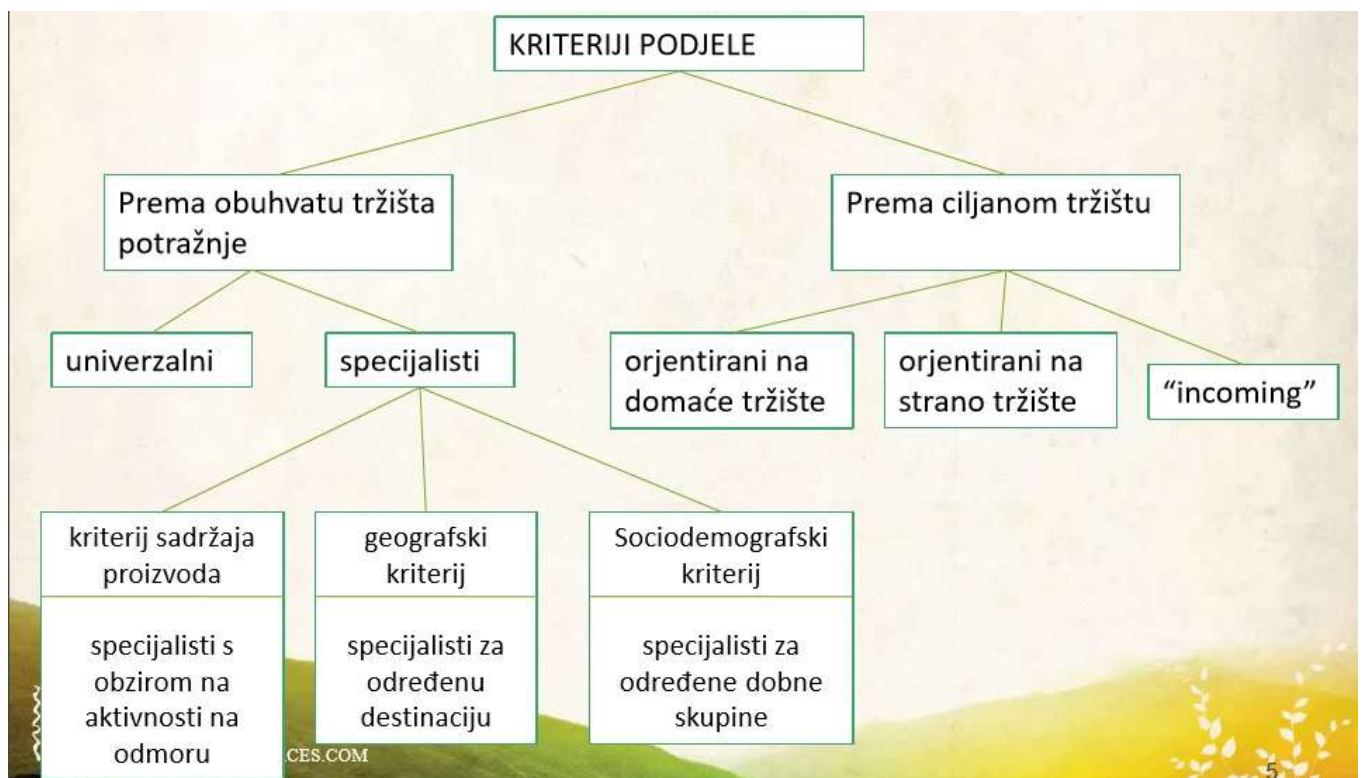 KRITERIJI PODJELE
Prema obuhvatu tržišta
potražnje
Prema ciljanom tržištu
univerzalni
specijalisti
orjentirani na
domaće tržište
orjentirani na
strano tržište
“incoming”
kriterij sadržaja
proizvoda
specijalisti s
obzirom na
aktivnosti na
odmoru
geografski
kriterij
specijalisti za
određenu
destinaciju
Sociodemografski
kriterij
specijalisti za
određene dobne
skupine
CES.COM
5